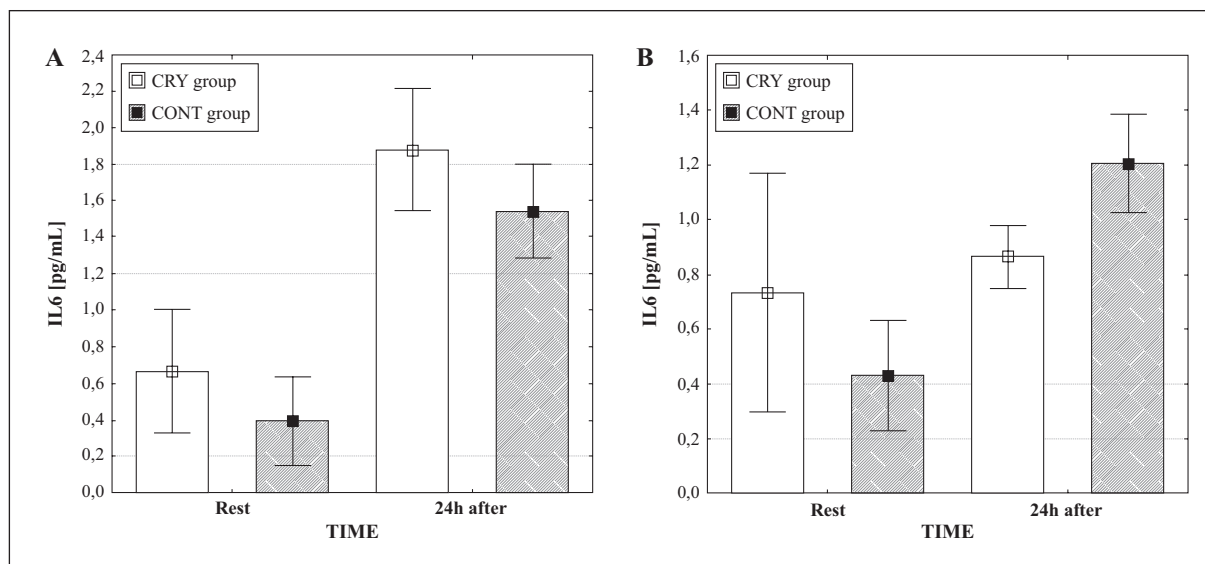 A
2,4
2,2
2,0
1,8
1,6
1,4
1,2
1,0
0,8
0,6
0,4
0,2
0,0
IL6 [pg/mL]
CRY group
CONT group
Rest 24h after
TIME
B
1,6
1,4
1,2
1,0
0,8
0,6
0,4
0,2
0,0
IL6 [pg/mL]
CRY group
CONT group
Rest 24h after
TIME